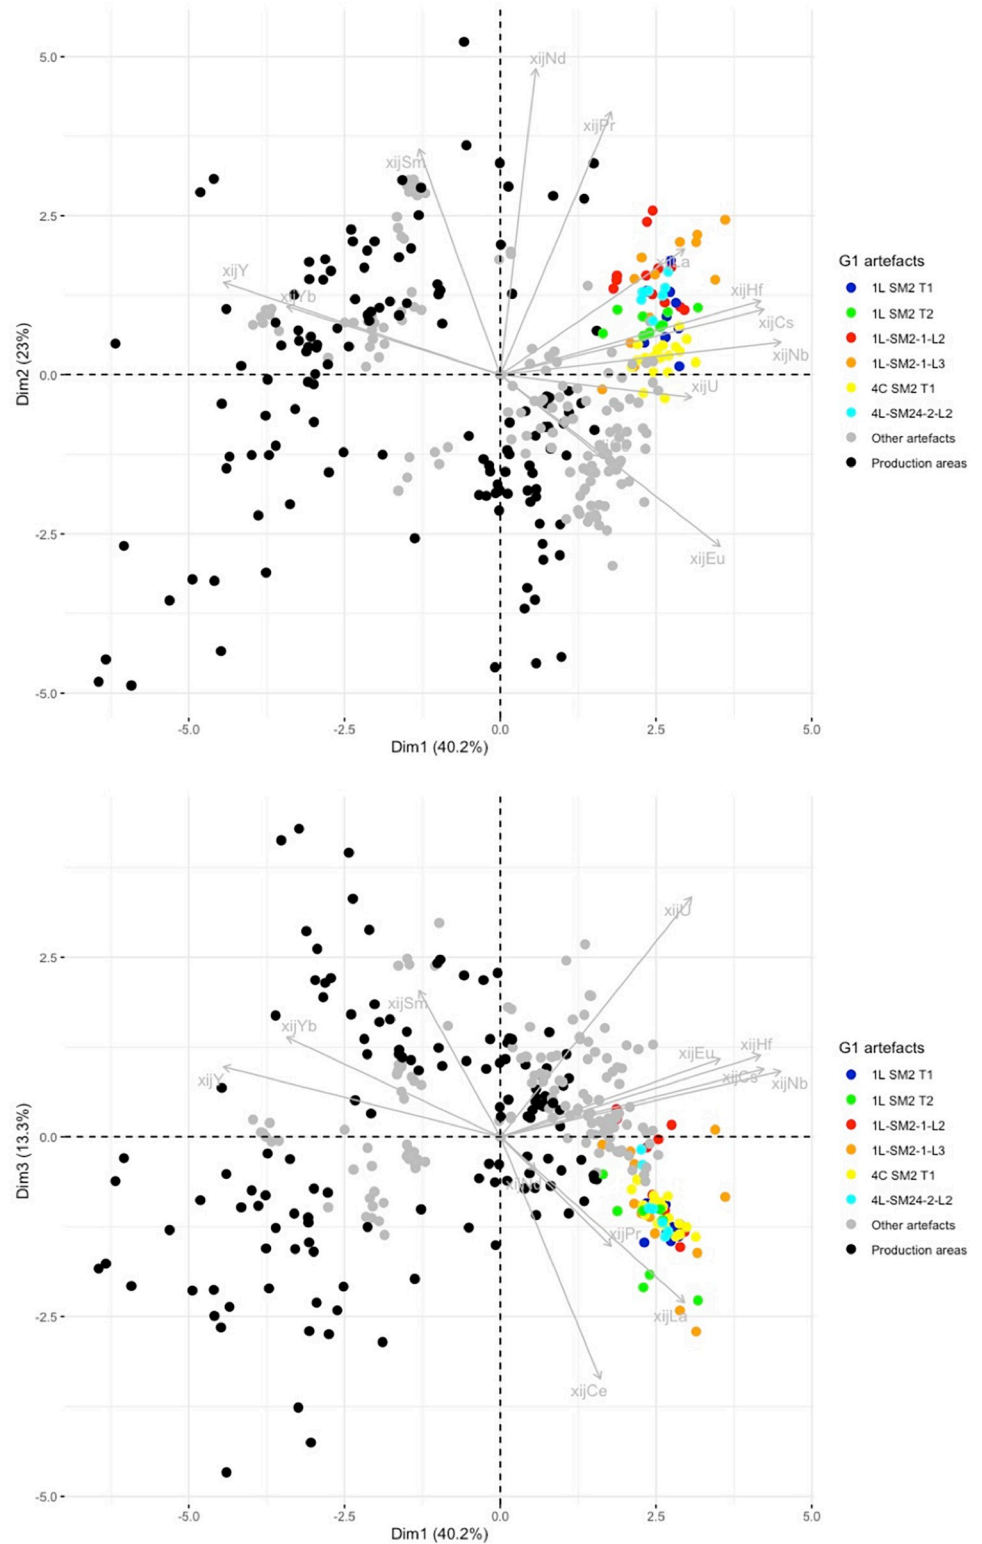 5.0
2.5
0.0
-2.5
-5.0
Dim2 (23%)
xijNd
xijPr
xijSm
xijY
xijYb
xijLa
xijHf
xijCs
xijNb
xijU
xijEu
-5.0 -2.5 0.0 2.5 5.0
Dim1 (40.2%)
G1 artefacts
1L SM2 T1
1L SM2 T2
1L-SM2-1-L2
1L-SM2-1-L3
4C SM2 T1
4L-SM24-2-L2
Other artefacts
Production areas
2.5
0.0
-2.5
-5.0
Dim3 (13.3%)
xijU
xijSm
xijYb
xijY
xijEu
xijHf
xijCs
xijNb
xijPr
xijLa
xijCe
-5.0 -2.5 0.0 2.5 5.0
Dim1 (40.2%)
G1 artefacts
1L SM2 T1
1L SM2 T2
1L-SM2-1-L2
1L-SM2-1-L3
4C SM2 T1
4L-SM24-2-L2
Other artefacts
Production areas